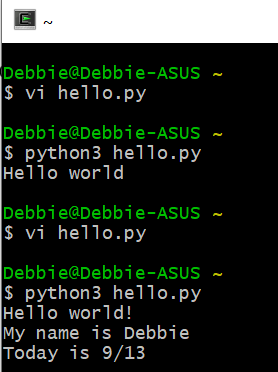 ~
Debbie@Debbie-ASUS ~
$ vi hello.py
Debbie@Debbie-ASUS ~
$ python3 hello.py
Hello world
Debbie@Debbie-ASUS ~
$ vi hello.py
Debbie@Debbie-ASUS ~
$ python3 hello.py
Hello world!
My name is Debbie
Today is 9/13